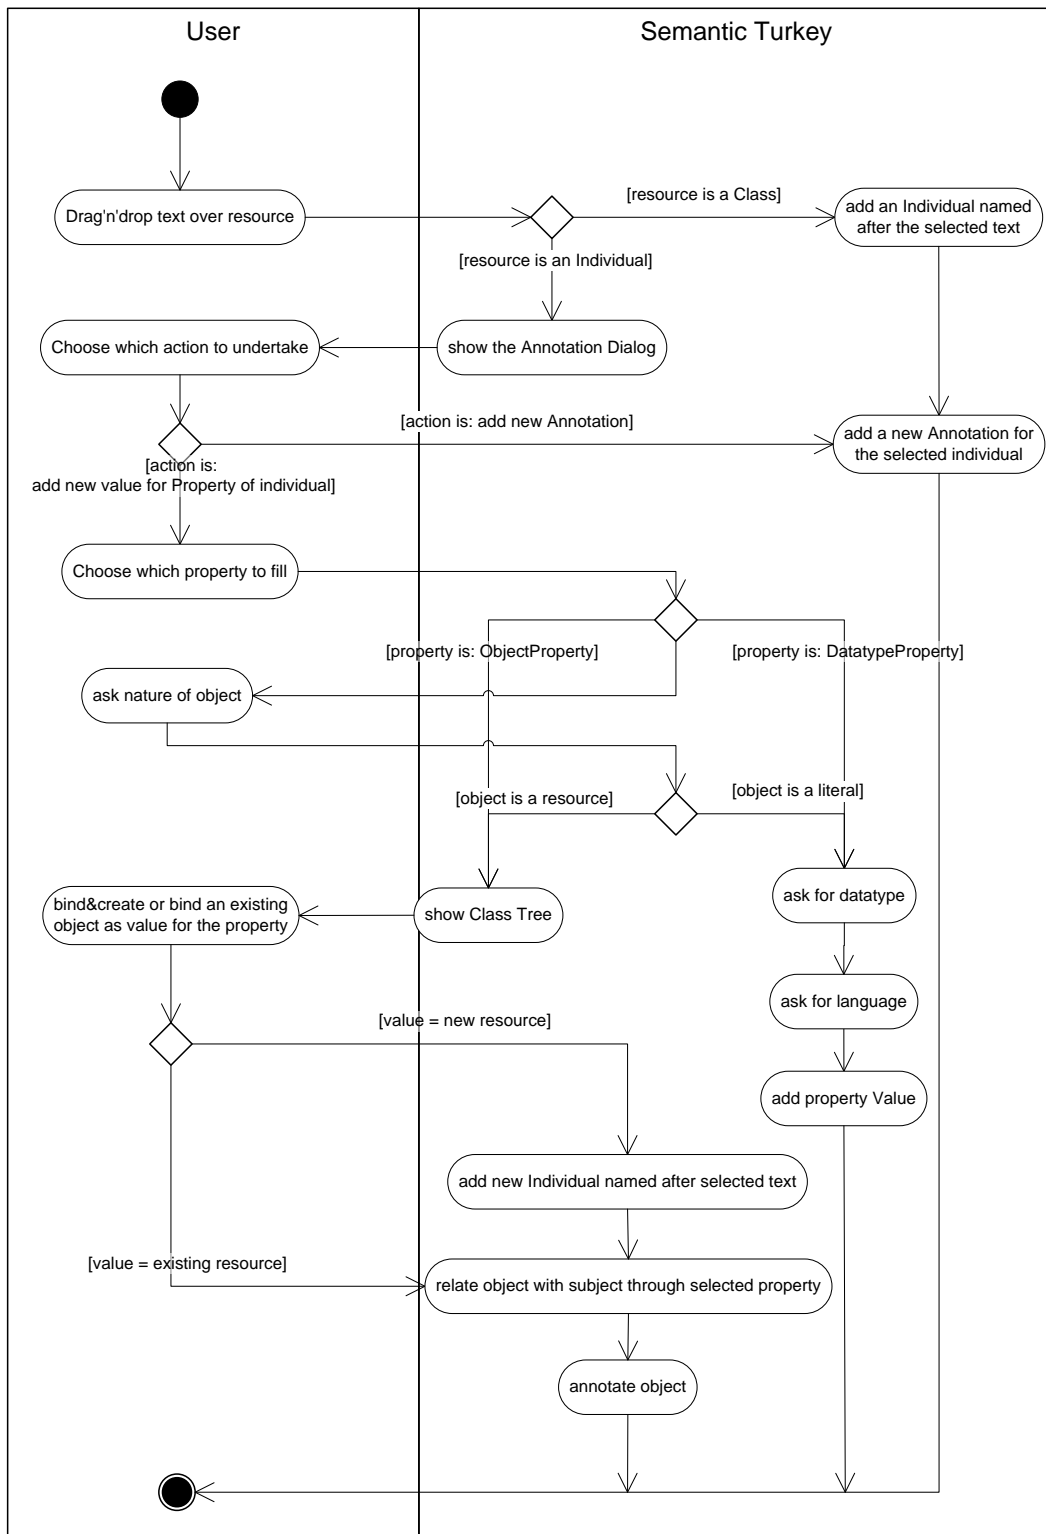 User
Semantic Turkey
Drag'n'drop text over resource
[resource is a Class]
add an Individual named
after the selected text
[resource is an Individual]
Choose which action to undertake
show the Annotation Dialog
[action is: add new Annotation]
add a new Annotation for
the selected individual
[action is:
add new value for Property of individual]
Choose which property to fill
[property is: ObjectProperty]
[property is: DatatypeProperty]
ask nature of object
[object is a resource]
[object is a literal]
ask for datatype
bind&create or bind an existing
object as value for the property
show Class Tree
ask for language
[value = new resource]
add property Value
add new Individual named after selected text
[value = existing resource]
relate object with subject through selected property
annotate object